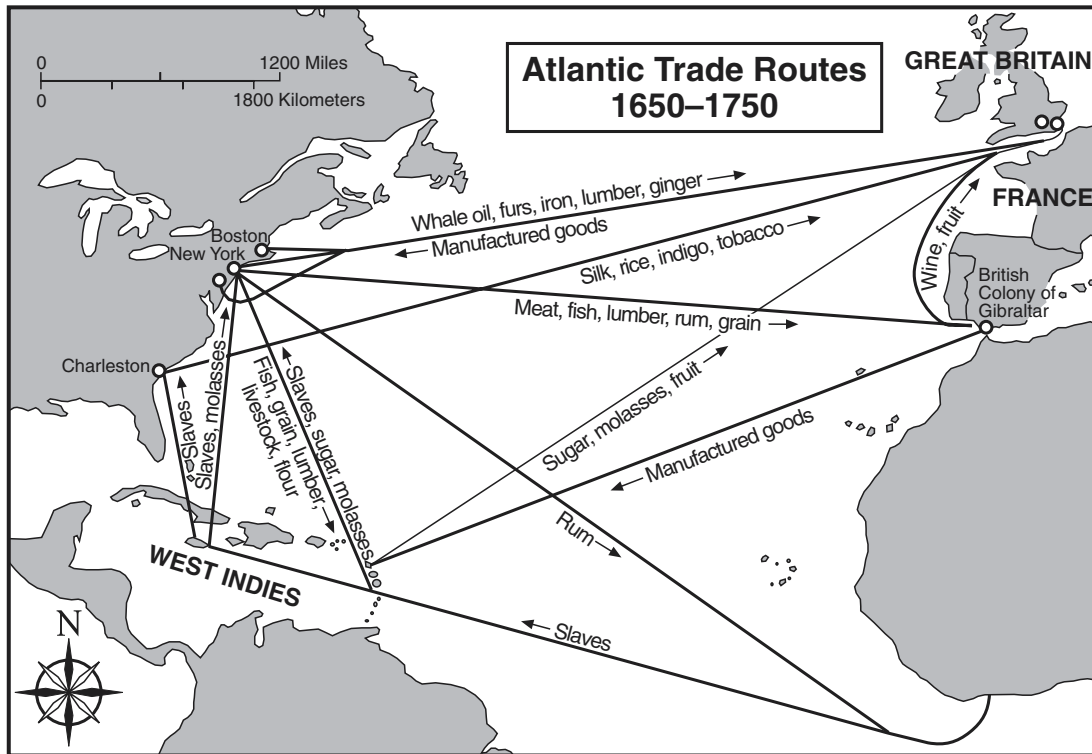 0 1200 Miles
0 1800 Kilometers
Atlantic Trade Routes
1650–1750
GREAT BRITAIN
FRANCE
Whale oil, furs, iron, lumber, ginger
Manufactured goods
Silk, rice, indigo, tobacco
Wine, fruit
Boston
New York
British
Colony of
Gibraltar
Meat, fish, lumber, rum, grain
Charleston
Slaves
Slaves, molasses
Slaves, sugar, molasses
Fish, grain, lumber,
livestock, flour
Sugar, molasses, fruit
Manufactured goods
Rum
WEST INDIES
Slaves
N